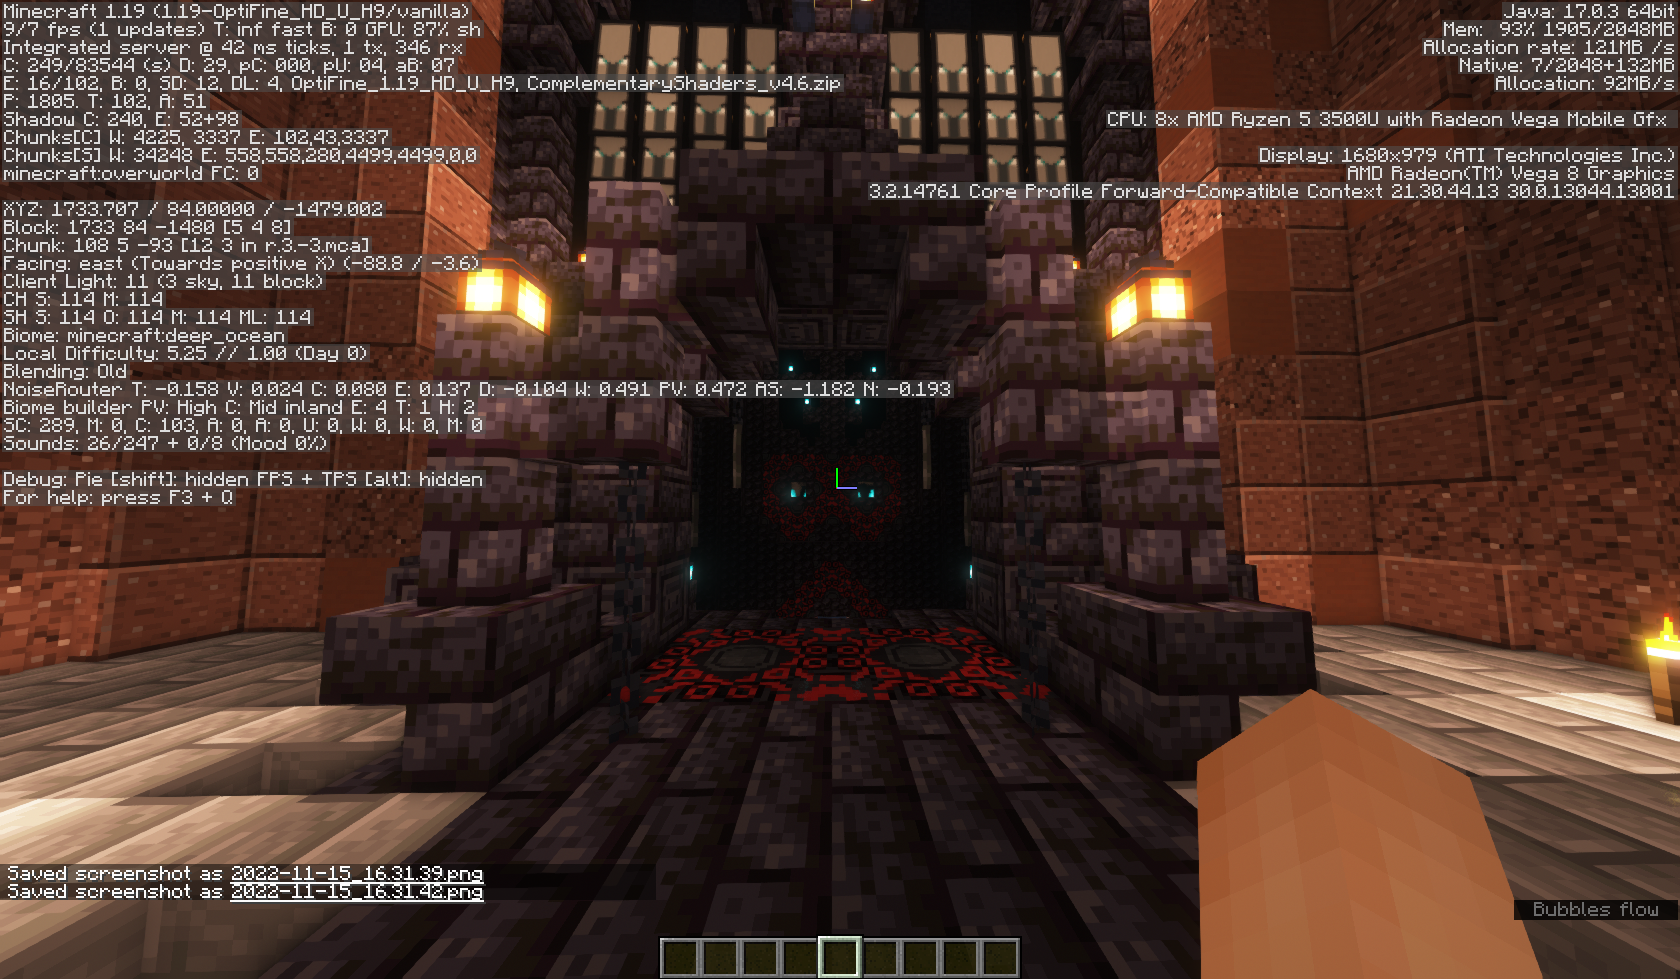 Minecraft 1.19 (1.19-OptiFine_HD_U_H9/vanilla)
9/7 fps (1 updates) T: inf fast B: 0 GPU: 87% sh
Integrated server @ 42 ms ticks, 1 tx, 346 rx
C: 249/83544 (s) D: 29, pC: 000, pU: 04, aB: 07
E: 16/102, B: 0, SD: 12, DL: 4, OptiFine_1.19_HD_U_H9, ComplementaryShaders_v4.6.zip
P: 1805. T: 102, A: 51
Shadow C: 240, E: 52+98
Chunks[C] W: 4225, 3337 E: 102,43,3337
Chunks[S] W: 34248 E: 558,558,280,4499,4499,0,0
minecraft:overworld FC: 0
XYZ: 1733.707 / 84.00000 / -1479.002
Block: 1733 84 -1480 [5 4 8]
Chunk: 108 5 -93 [12 3 in r.3.-3.mca]
Facing: east (Towards positive X) (-88.8 / -3.6)
Client Light: 11 (3 sky, 11 block)
CH S: 114 M: 114
SH S: 114 O: 114 M: 114 ML: 114
Biome: minecraft:deep_ocean
Local Difficulty: 5.25 // 1.00 (Day 0)
Blending: Old
NoiseRouter T: -0.158 V: 0.024 C: 0.080 E: 0.137 D: -0.104 W: 0.491 PV: 0.472 AS: -1.182 N: -0.193
Biome builder PV: High C: Mid inland E: 4 T: 1 H: 2
SC: 289, M: 0, C: 103, A: 0, A: 0, U: 0, W: 0, W: 0, M: 0
Sounds: 26/247 + 0/8 (Mood 0%)
Debug: Pie [shift]: hidden FPS + TPS [alt]: hidden
For help: press F3 + Q
Java: 17.0.3 64bit
Mem: 93% 1905/2048MB
Allocation rate: 121MB /s
Native: 7/2048+132MB
Allocation: 92MB/s
CPU: 8x AMD Ryzen 5 3500U with Radeon Vega Mobile Gfx
Display: 1680x979 (ATI Technologies Inc.)
AMD Radeon(TM) Vega 8 Graphics
3.2.14761 Core Profile Forward-Compatible Context 21.30.44.13 30.0.13044.13001
Saved screenshot as 2022-11-15_16.31.39.png
Saved screenshot as 2022-11-15_16.31.42.png
Bubbles flow